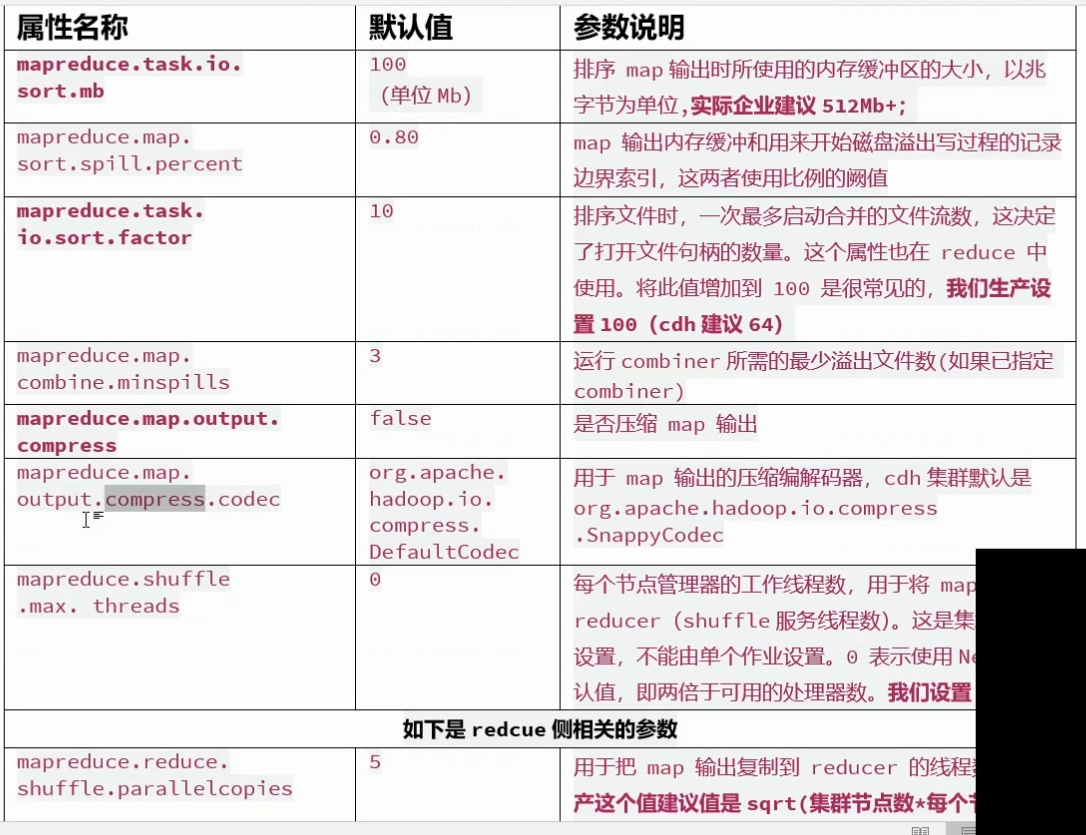 属性名称 默认值 参数说明
mapreduce.task.io. 100 排序 map 输出时所使用的内存缓冲区的大小，以兆
sort.mb （单位 Mb） 字节为单位,实际企业建议 512Mb+；
mapreduce.map. 0.80 map 输出内存缓冲和用来开始磁盘溢出写过程的记录
sort.spill.percent 边界索引，这两者使用比例的阙值
mapreduce.task. 10 排序文件时，一次最多启动合并的文件流数，这决定
io.sort.factor 了打开文件句柄的数量。这个属性也在 reduce 中
使用。将此值增加到 100 是很常见的，我们生产设
置 100（cdh 建议 64）
mapreduce.map. 3 运行 combiner 所需的最少溢出文件数(如果已指定
combine.minspills combiner)
mapreduce.map.output. false 是否压缩 map 输出
compress
mapreduce.map. org.apache. 用于 map 输出的压缩编解码器，cdh 集群默认是
output.compress.codec hadoop.io. org.apache.hadoop.io.compress
compress. .SnappyCodec
DefaultCodec
mapreduce.shuffle 0 每个节点管理器的工作线程数，用于将 map
.max. threads reducer（shuffle 服务线程数）。这是集
设置，不能由单个作业设置。0 表示使用 Ne
认值，即两倍于可用的处理器数。我们设置
如下是 redcue 侧相关的参数
mapreduce.reduce. 5 用于把 map 输出复制到 reducer 的线程
shuffle.parallelcopies 产这个值建议值是 sqrt(集群节点数*每个